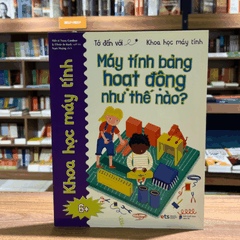 Tớ đến với
Khoa học máy tính
Máy tính bảng
hoạt động
như thế nào?
Khoa học máy tính
6+